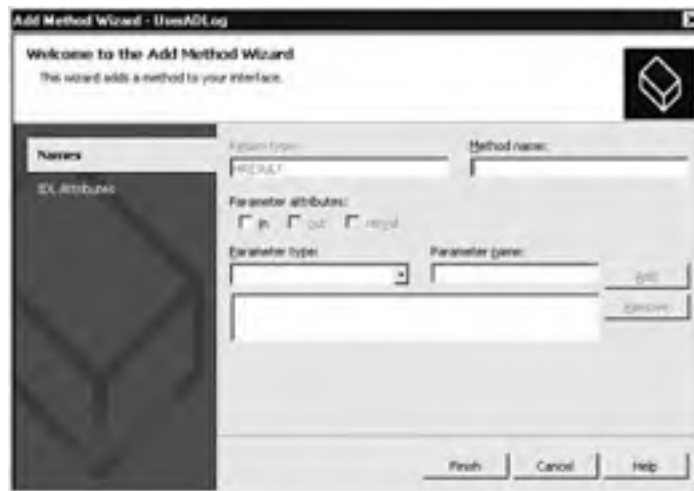 Add Method Wizard - UsesADLog
Welcome to the Add Method Wizard
This wizard adds a method to your interface.
Names
IDL Attributes
Return type:
Method name:
HRESULT
Parameter attributes:
in out retval
Parameter type:
Parameter name:
Add
Remove
Finish Cancel Help